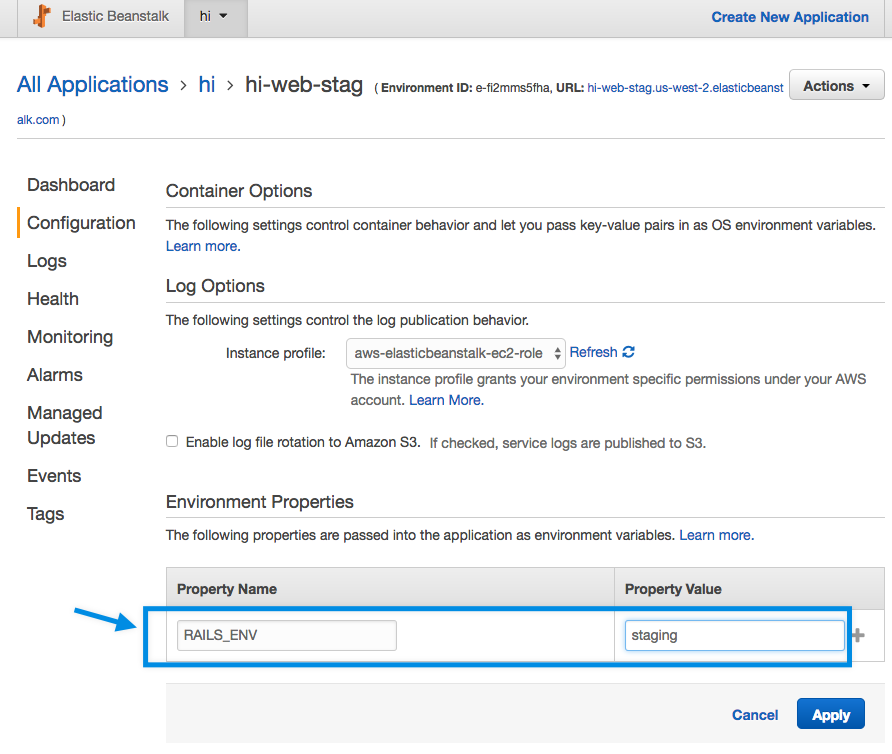 Elastic Beanstalk hi Create New Application
All Applications › hi › hi-web-stag ( Environment ID: e-fi2mms5fha, URL: hi-web-stag.us-west-2.elasticbeanst Actions
alk.com )
Dashboard
Configuration
Logs
Health
Monitoring
Alarms
Managed
Updates
Events
Tags
Container Options
The following settings control container behavior and let you pass key-value pairs in as OS environment variables.
Learn more.
Log Options
The following settings control the log publication behavior.
Instance profile: aws-elasticbeanstalk-ec2-role Refresh
The instance profile grants your environment specific permissions under your AWS
account. Learn More.
Enable log file rotation to Amazon S3. If checked, service logs are published to S3.
Environment Properties
The following properties are passed into the application as environment variables. Learn more.
Property Name Property Value
RAILS_ENV staging
Cancel Apply